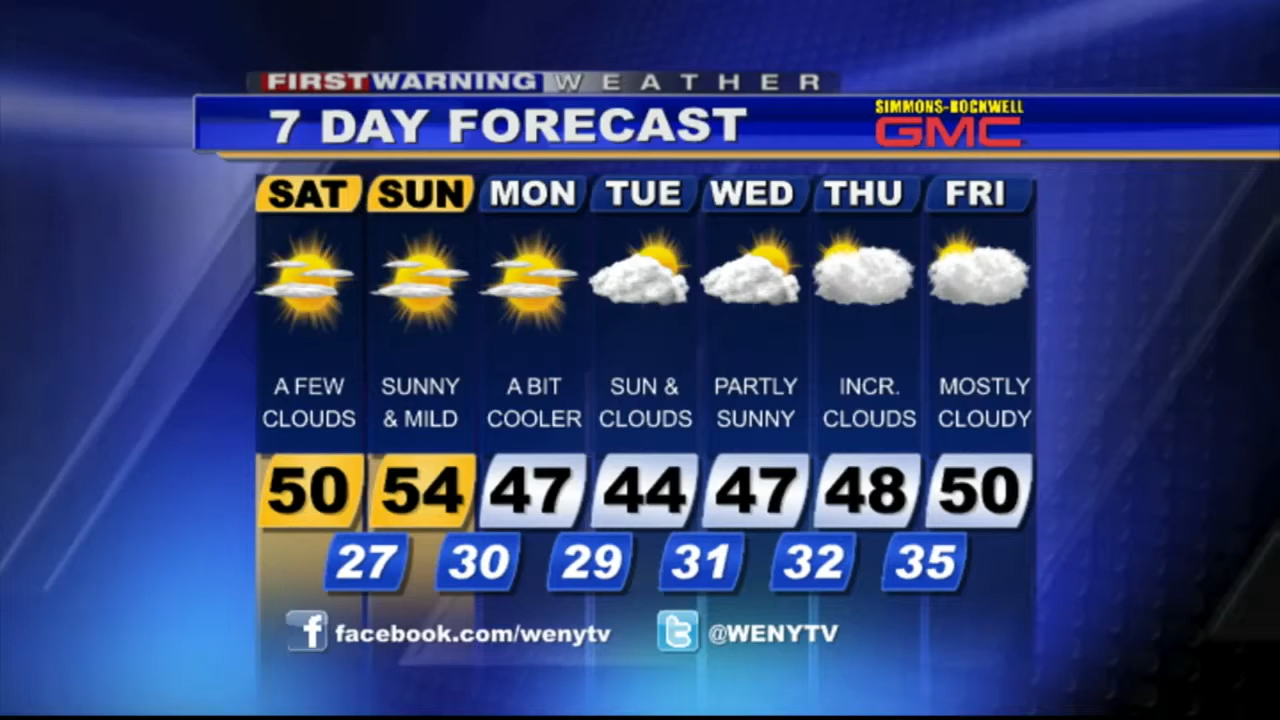 FIRST WARNING WEATHER
7 DAY FORECAST
SIMMONS-ROCKWELL
GMC
SAT SUN MON TUE WED THU FRI
A FEW SUNNY A BIT SUN & PARTLY INCR. MOSTLY
CLOUDS & MILD COOLER CLOUDS SUNNY CLOUDS CLOUDY
50 54 47 44 47 48 50
27 30 29 31 32 35
facebook.com/wenytv @WENYTV